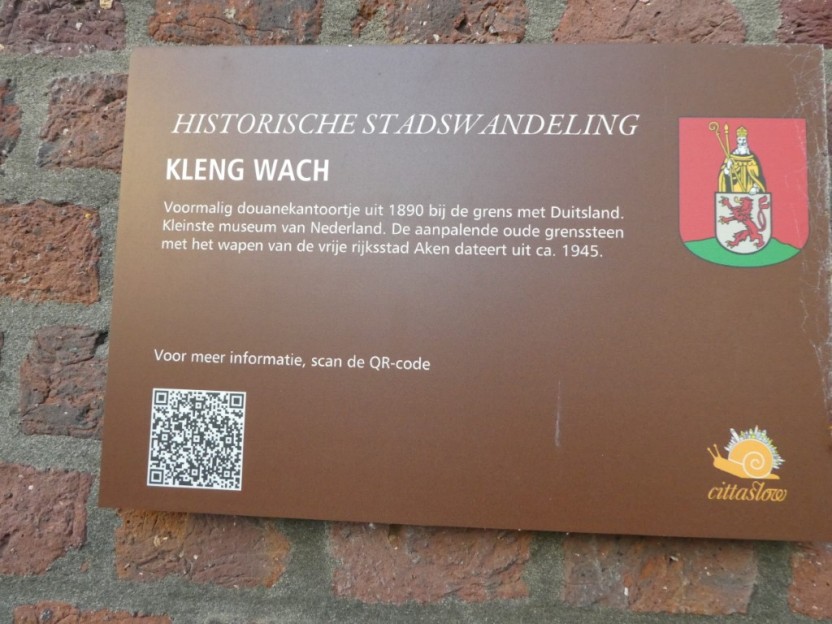 HISTORISCHE STADSWANDELING
KLENG WACH
Voormalig douanekantoortje uit 1890 bij de grens met Duitsland.
Kleinste museum van Nederland. De aanpalende oude grenssteen
met het wapen van de vrije rijksstad Aken dateert uit ca. 1945.
Voor meer informatie, scan de QR-code
cittaslow